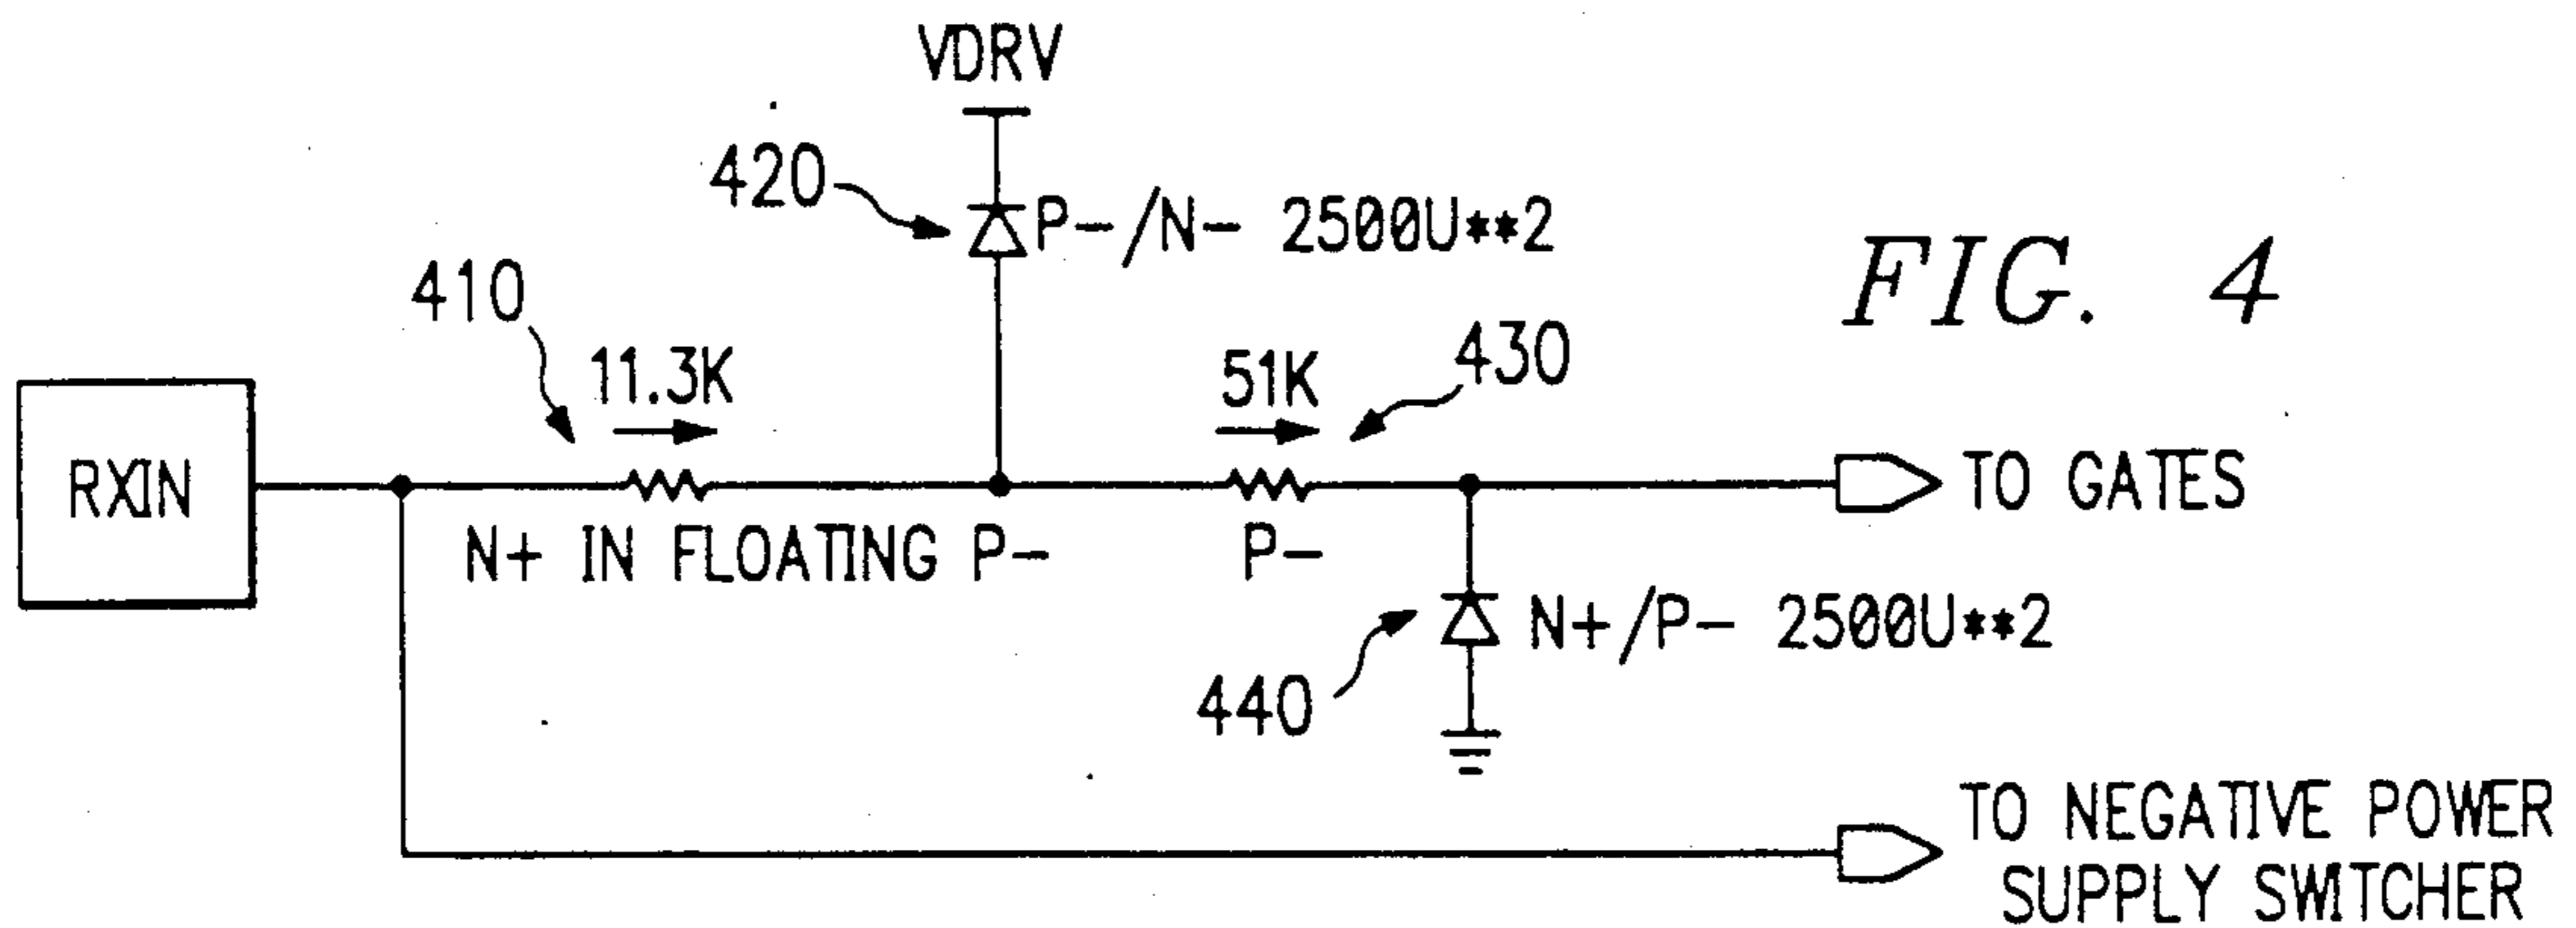 VDRV
420
P-/N- 2500U**2
FIG. 4
410
11.3K
51K
430
RXIN
TO GATES
N+ IN FLOATING P-
P-
N+/P- 2500U**2
440
TO NEGATIVE POWER
SUPPLY SWITCHER